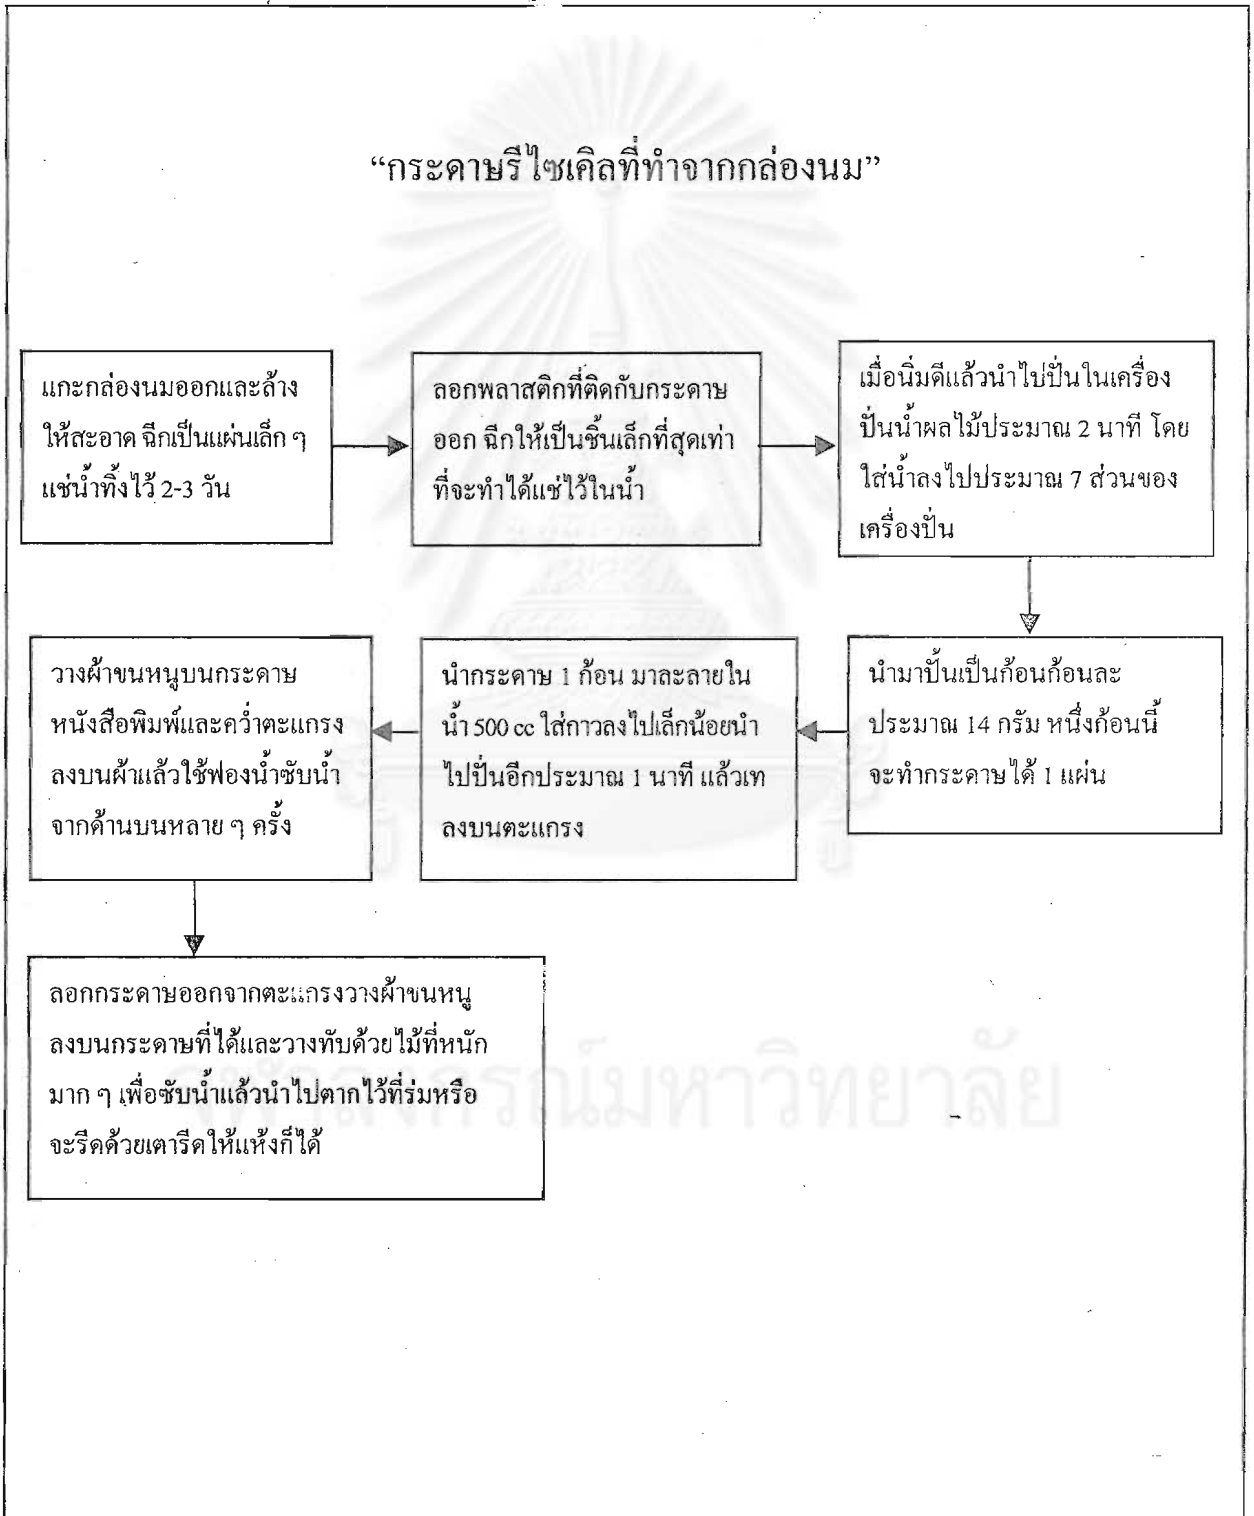 “กระดาษรีไซเคิลที่ทำจากกล่องนม”
แกะกล่องนมออกและล้าง
ให้สะอาด ฉีกเป็นแผ่นเล็ก ๆ
แช่น้ำทิ้งไว้ 2-3 วัน
ลอกพลาสติกที่ติดกับกระดาษ
ออก ฉีกให้เป็นชิ้นเล็กที่สุดเท่า
ที่จะทำได้แช่ไว้ในน้ำ
เมื่อนิ่มดีแล้วนำไปปั่นในเครื่อง
ปั่นน้ำผลไม้ประมาณ 2 นาที โดย
ใส่น้ำลงไปประมาณ 7 ส่วนของ
เครื่องปั่น
นำมาปั้นเป็นก้อนก้อนละ
ประมาณ 14 กรัม หนึ่งก้อนนี้
จะทำกระดาษได้ 1 แผ่น
นำกระดาษ 1 ก้อน มาละลายใน
น้ำ 500 cc ใส่กาวลงไปเล็กน้อยนำ
ไปปั่นอีกประมาณ 1 นาที แล้วเท
ลงบนตะแกรง
วางผ้าขนหนูบนกระดาษ
หนังสือพิมพ์และคว่ำตะแกรง
ลงบนผ้าแล้วใช้ฟองน้ำซับน้ำ
จากด้านบนหลาย ๆ ครั้ง
ลอกกระดาษออกจากตะแกรงวางผ้าขนหนู
ลงบนกระดาษที่ได้และวางทับด้วยไม้ที่หนัก
มาก ๆ เพื่อซับน้ำแล้วนำไปตากไว้ที่ร่มหรือ
จะรีดด้วยเตารีดให้แห้งก็ได้
จุฬาลงกรณ์มหาวิทยาลัย